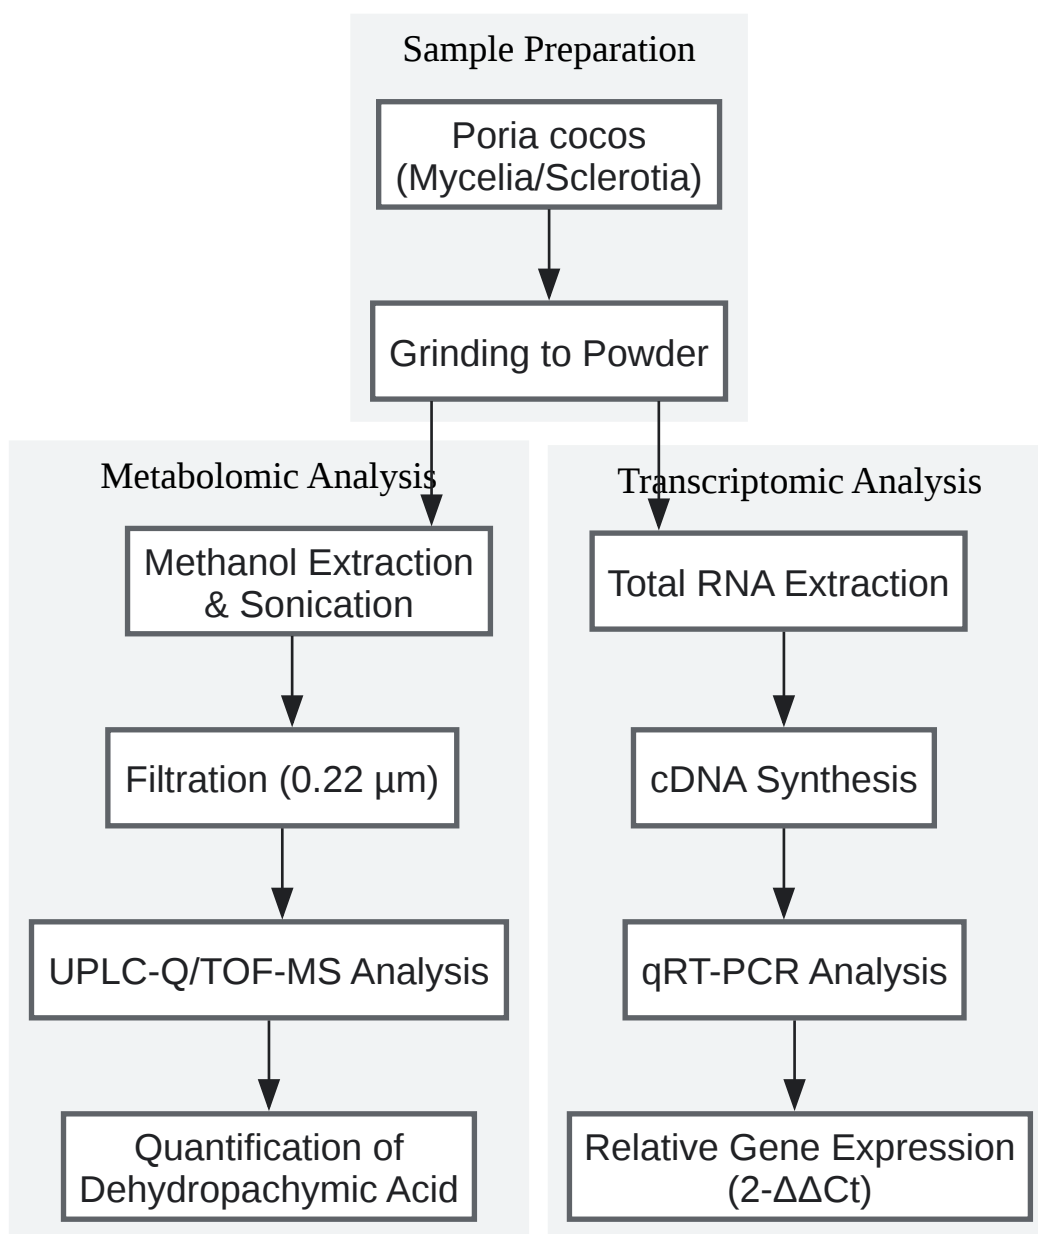 Sample Preparation
Poria cocos
(Mycelia/Sclerotia)
Grinding to Powder
Metabolomic Analysis
Methanol Extraction
& Sonication
Filtration (0.22 µm)
UPLC-Q/TOF-MS Analysis
Quantification of
Dehydropachymic Acid
Transcriptomic Analysis
Total RNA Extraction
cDNA Synthesis
qRT-PCR Analysis
Relative Gene Expression
(2-ΔΔCt)